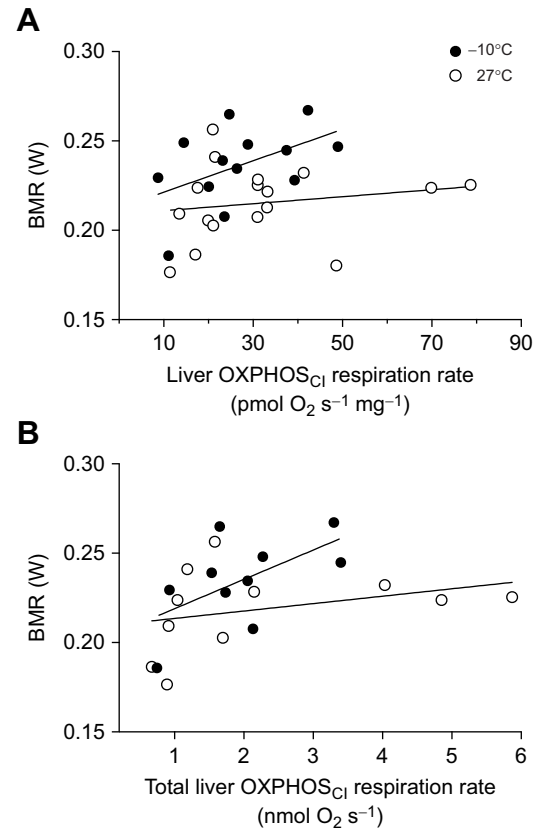 A
0.30
0.25
0.20
0.15
BMR (W)
–10°C
27°C
10 30 50 70 90
Liver OXPHOSCI respiration rate
(pmol O2 s−1 mg−1)
B
0.30
0.25
0.20
0.15
BMR (W)
1 2 3 4 5 6
Total liver OXPHOSCI respiration rate
(nmol O2 s−1)